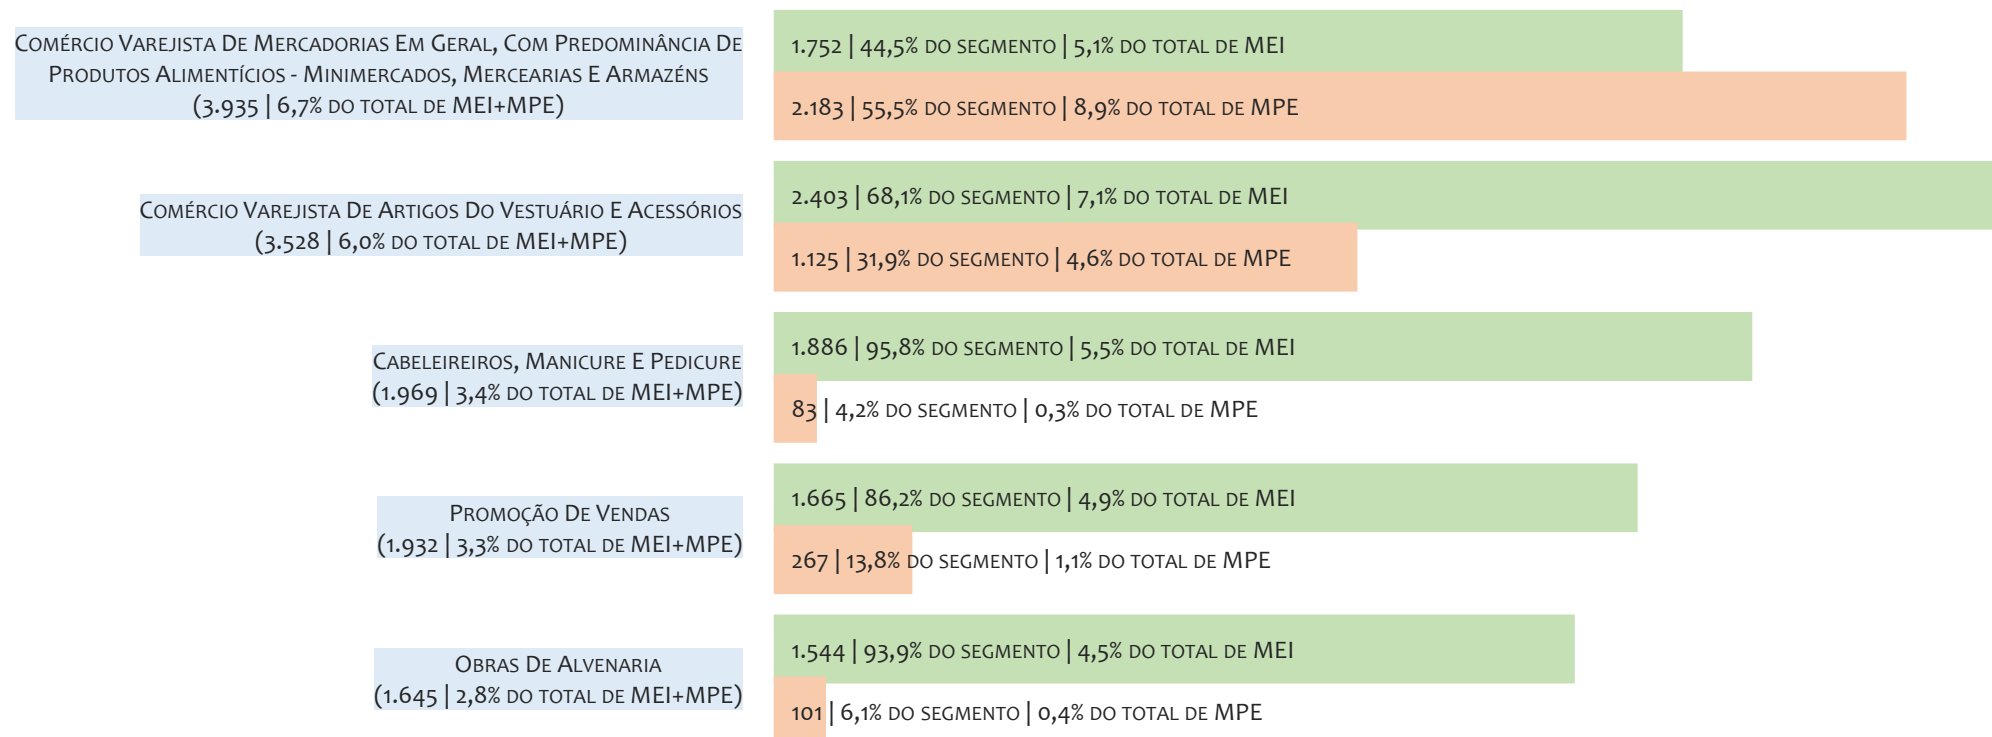 Comércio Varejista De Mercadorias Em Geral, Com Predominância De
Produtos Alimentícios - Minimercados, Mercearias E Armazéns
(3.935 | 6,7% do total de MEI+MPE)
1.752 | 44,5% do segmento | 5,1% do total de MEI
2.183 | 55,5% do segmento | 8,9% do total de MPE
Comércio Varejista De Artigos Do Vestuário E Acessórios
(3.528 | 6,0% do total de MEI+MPE)
2.403 | 68,1% do segmento | 7,1% do total de MEI
1.125 | 31,9% do segmento | 4,6% do total de MPE
Cabeleireiros, Manicure E Pedicure
(1.969 | 3,4% do total de MEI+MPE)
1.886 | 95,8% do segmento | 5,5% do total de MEI
83 | 4,2% do segmento | 0,3% do total de MPE
Promoção De Vendas
(1.932 | 3,3% do total de MEI+MPE)
1.665 | 86,2% do segmento | 4,9% do total de MEI
267 | 13,8% do segmento | 1,1% do total de MPE
Obras De Alvenaria
(1.645 | 2,8% do total de MEI+MPE)
1.544 | 93,9% do segmento | 4,5% do total de MEI
101 | 6,1% do segmento | 0,4% do total de MPE